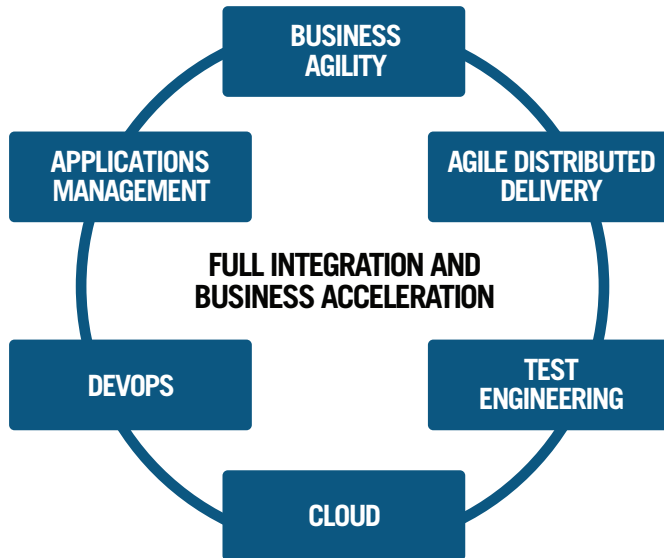 BUSINESS
AGILITY
APPLICATIONS
MANAGEMENT
AGILE DISTRIBUTED
DELIVERY
FULL INTEGRATION AND
BUSINESS ACCELERATION
DEVOPS
TEST
ENGINEERING
CLOUD